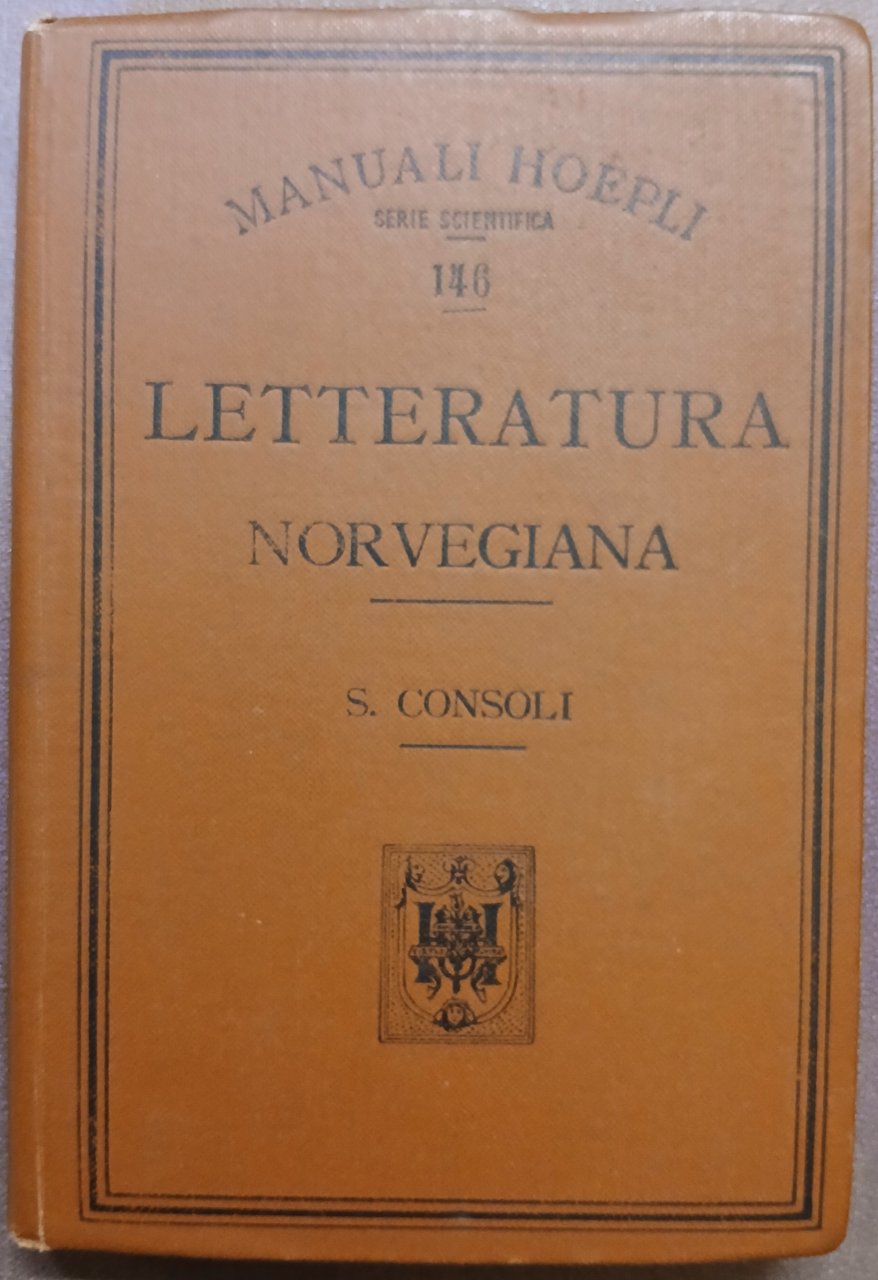 MANUALI HOEPLI
SERIE SCIENTIFICA
146
LETTERATURA
NORVEGIANA
S. CONSOLI